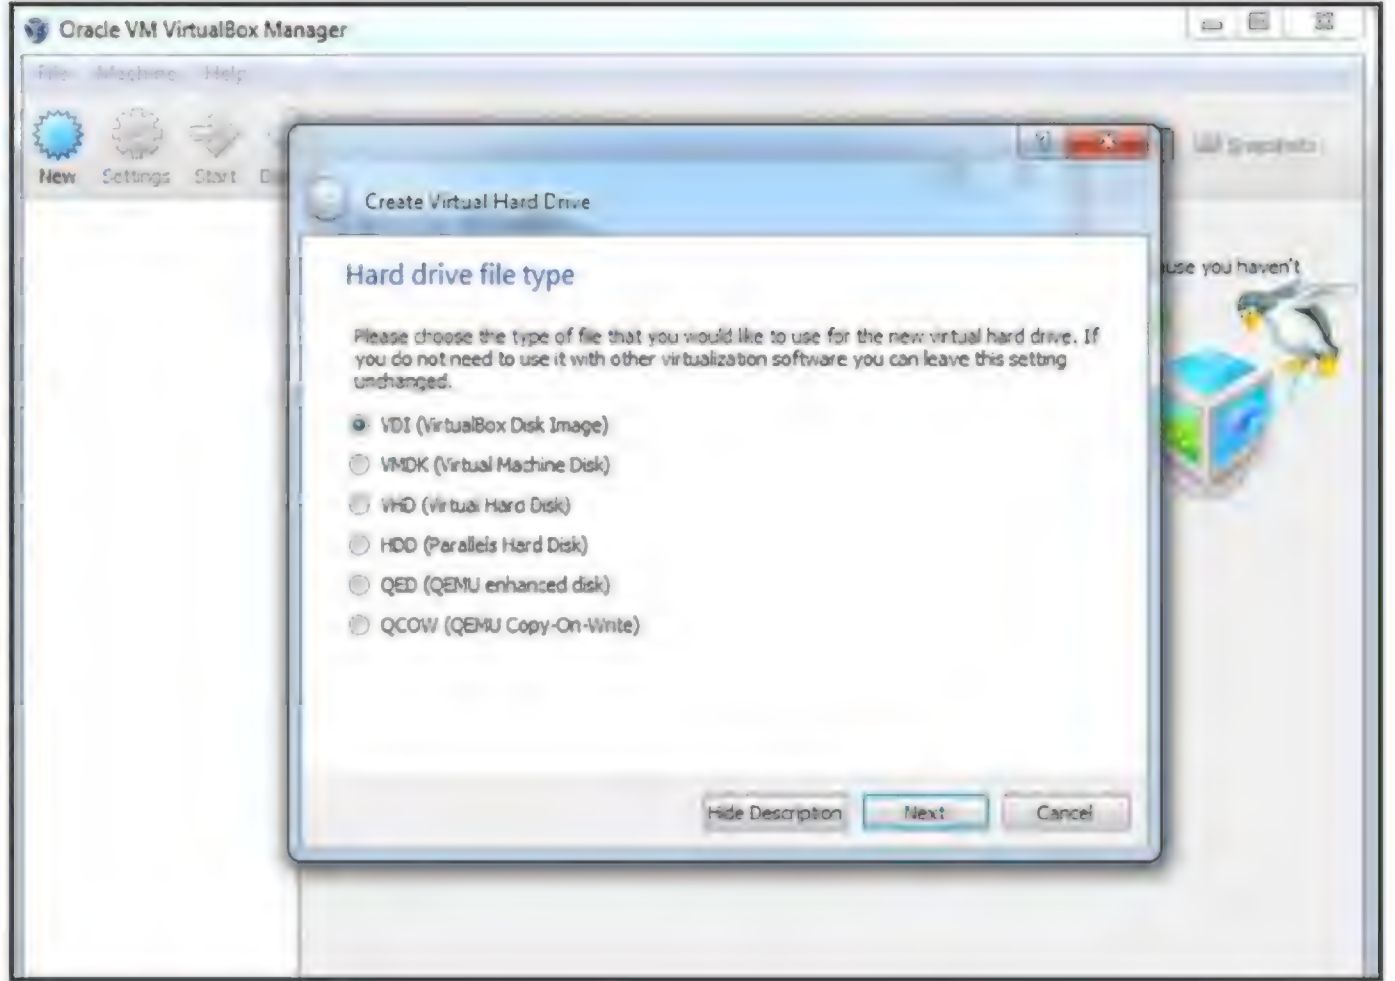 Oracle VM VirtualBox Manager
File Machine Help
New Settings Start
Snapshots
Create Virtual Hard Drive
you haven't
Hard drive file type
Please choose the type of file that you would like to use for the new virtual hard drive. If
you do not need to use it with other virtualization software you can leave this setting
unchanged.
VDI (VirtualBox Disk Image)
VMDK (Virtual Machine Disk)
VHD (Virtual Hard Disk)
HDD (Parallels Hard Disk)
QED (QEMU enhanced disk)
QCOW (QEMU Copy-On-Write)
Hide Description Next Cancel